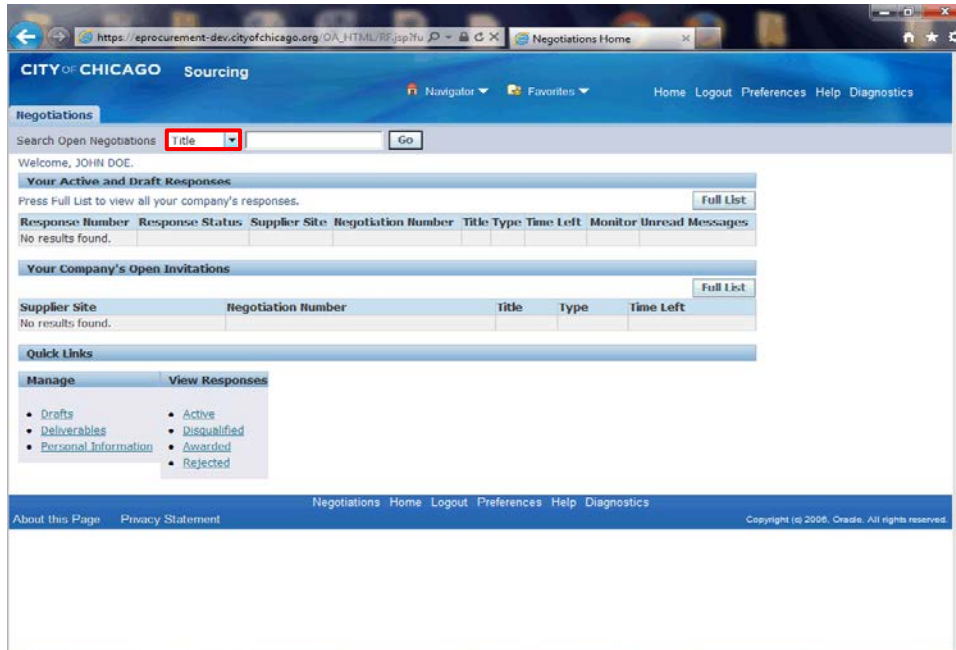 https://eprocurement-dev.cityofchicago.org/OA_HTML/RF.jsp?fu
Negotiations Home
CITY OF CHICAGO Sourcing
Navigator Favorites Home Logout Preferences Help Diagnostics
Negotiations
Search Open Negotiations Title Go
Welcome, JOHN DOE.
Your Active and Draft Responses
Press Full List to view all your company's responses. Full List
Response Number Response Status Supplier Site Negotiation Number Title Type Time Left Monitor Unread Messages
No results found.
Your Company's Open Invitations
Full List
Supplier Site Negotiation Number Title Type Time Left
No results found.
Quick Links
Manage View Responses
• Drafts • Active
• Deliverables • Disqualified
• Personal Information • Awarded
• Rejected
Negotiations Home Logout Preferences Help Diagnostics
About this Page Privacy Statement Copyright (c) 2006, Oracle. All rights reserved.